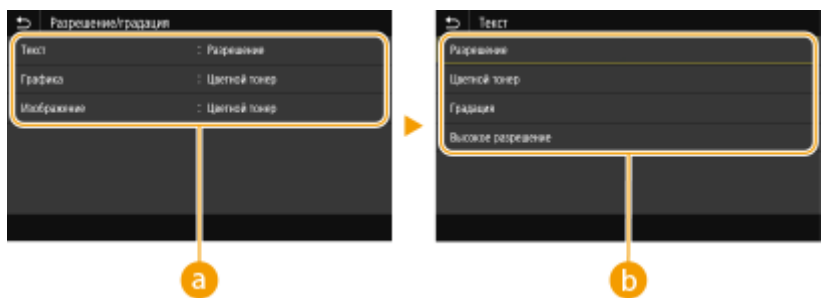 Разрешение/градация
Текст : Разрешение
Графика : Цветной тонер
Изображение : Цветной тонер
a
Текст
Разрешение
Цветной тонер
Градация
Высокое разрешение
b